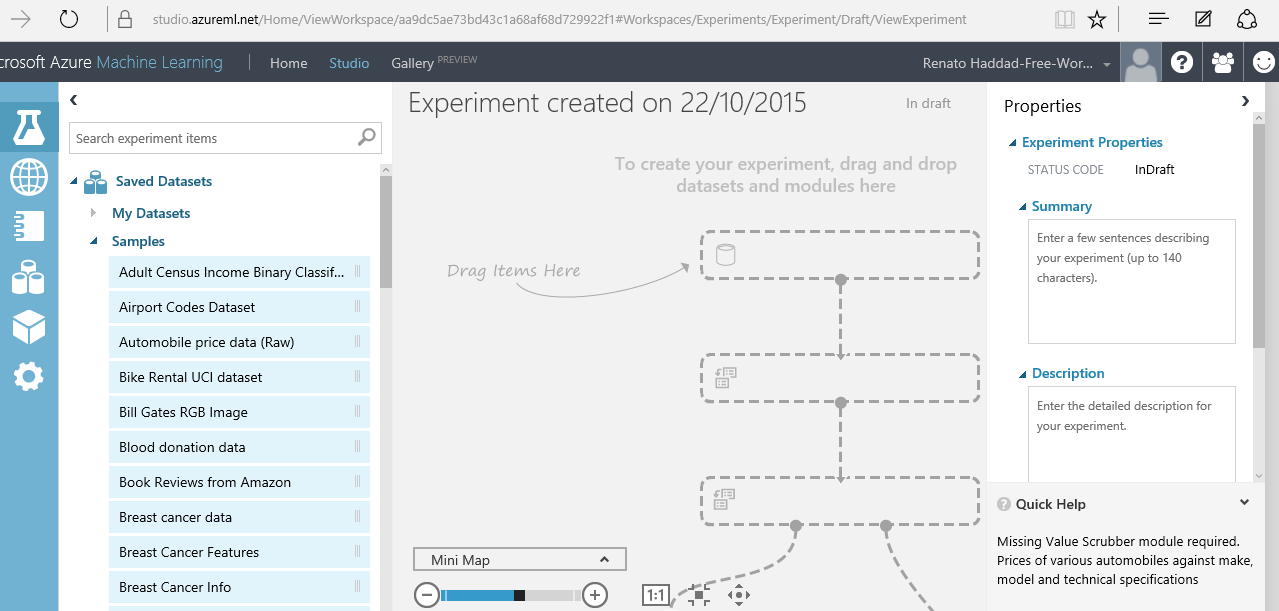 studio.azureml.net/Home/ViewWorkspace/aa9dc5ae73bd43c1a68af68d729922f1#Workspaces/Experiments/Experiment/Draft/ViewExperiment
crosoft Azure Machine Learning
Home
Studio
Gallery PREVIEW
Renato Haddad-Free-Wor...
Search experiment items
Saved Datasets
My Datasets
Samples
Adult Census Income Binary Classif...
Airport Codes Dataset
Automobile price data (Raw)
Bike Rental UCI dataset
Bill Gates RGB Image
Blood donation data
Book Reviews from Amazon
Breast cancer data
Breast Cancer Features
Breast Cancer Info
Experiment created on 22/10/2015
In draft
To create your experiment, drag and drop
datasets and modules here
Drag Items Here
Mini Map
1:1
Properties
Experiment Properties
STATUS CODE InDraft
Summary
Enter a few sentences describing
your experiment (up to 140
characters).
Description
Enter the detailed description for
your experiment.
Quick Help
Missing Value Scrubber module required.
Prices of various automobiles against make,
model and technical specifications